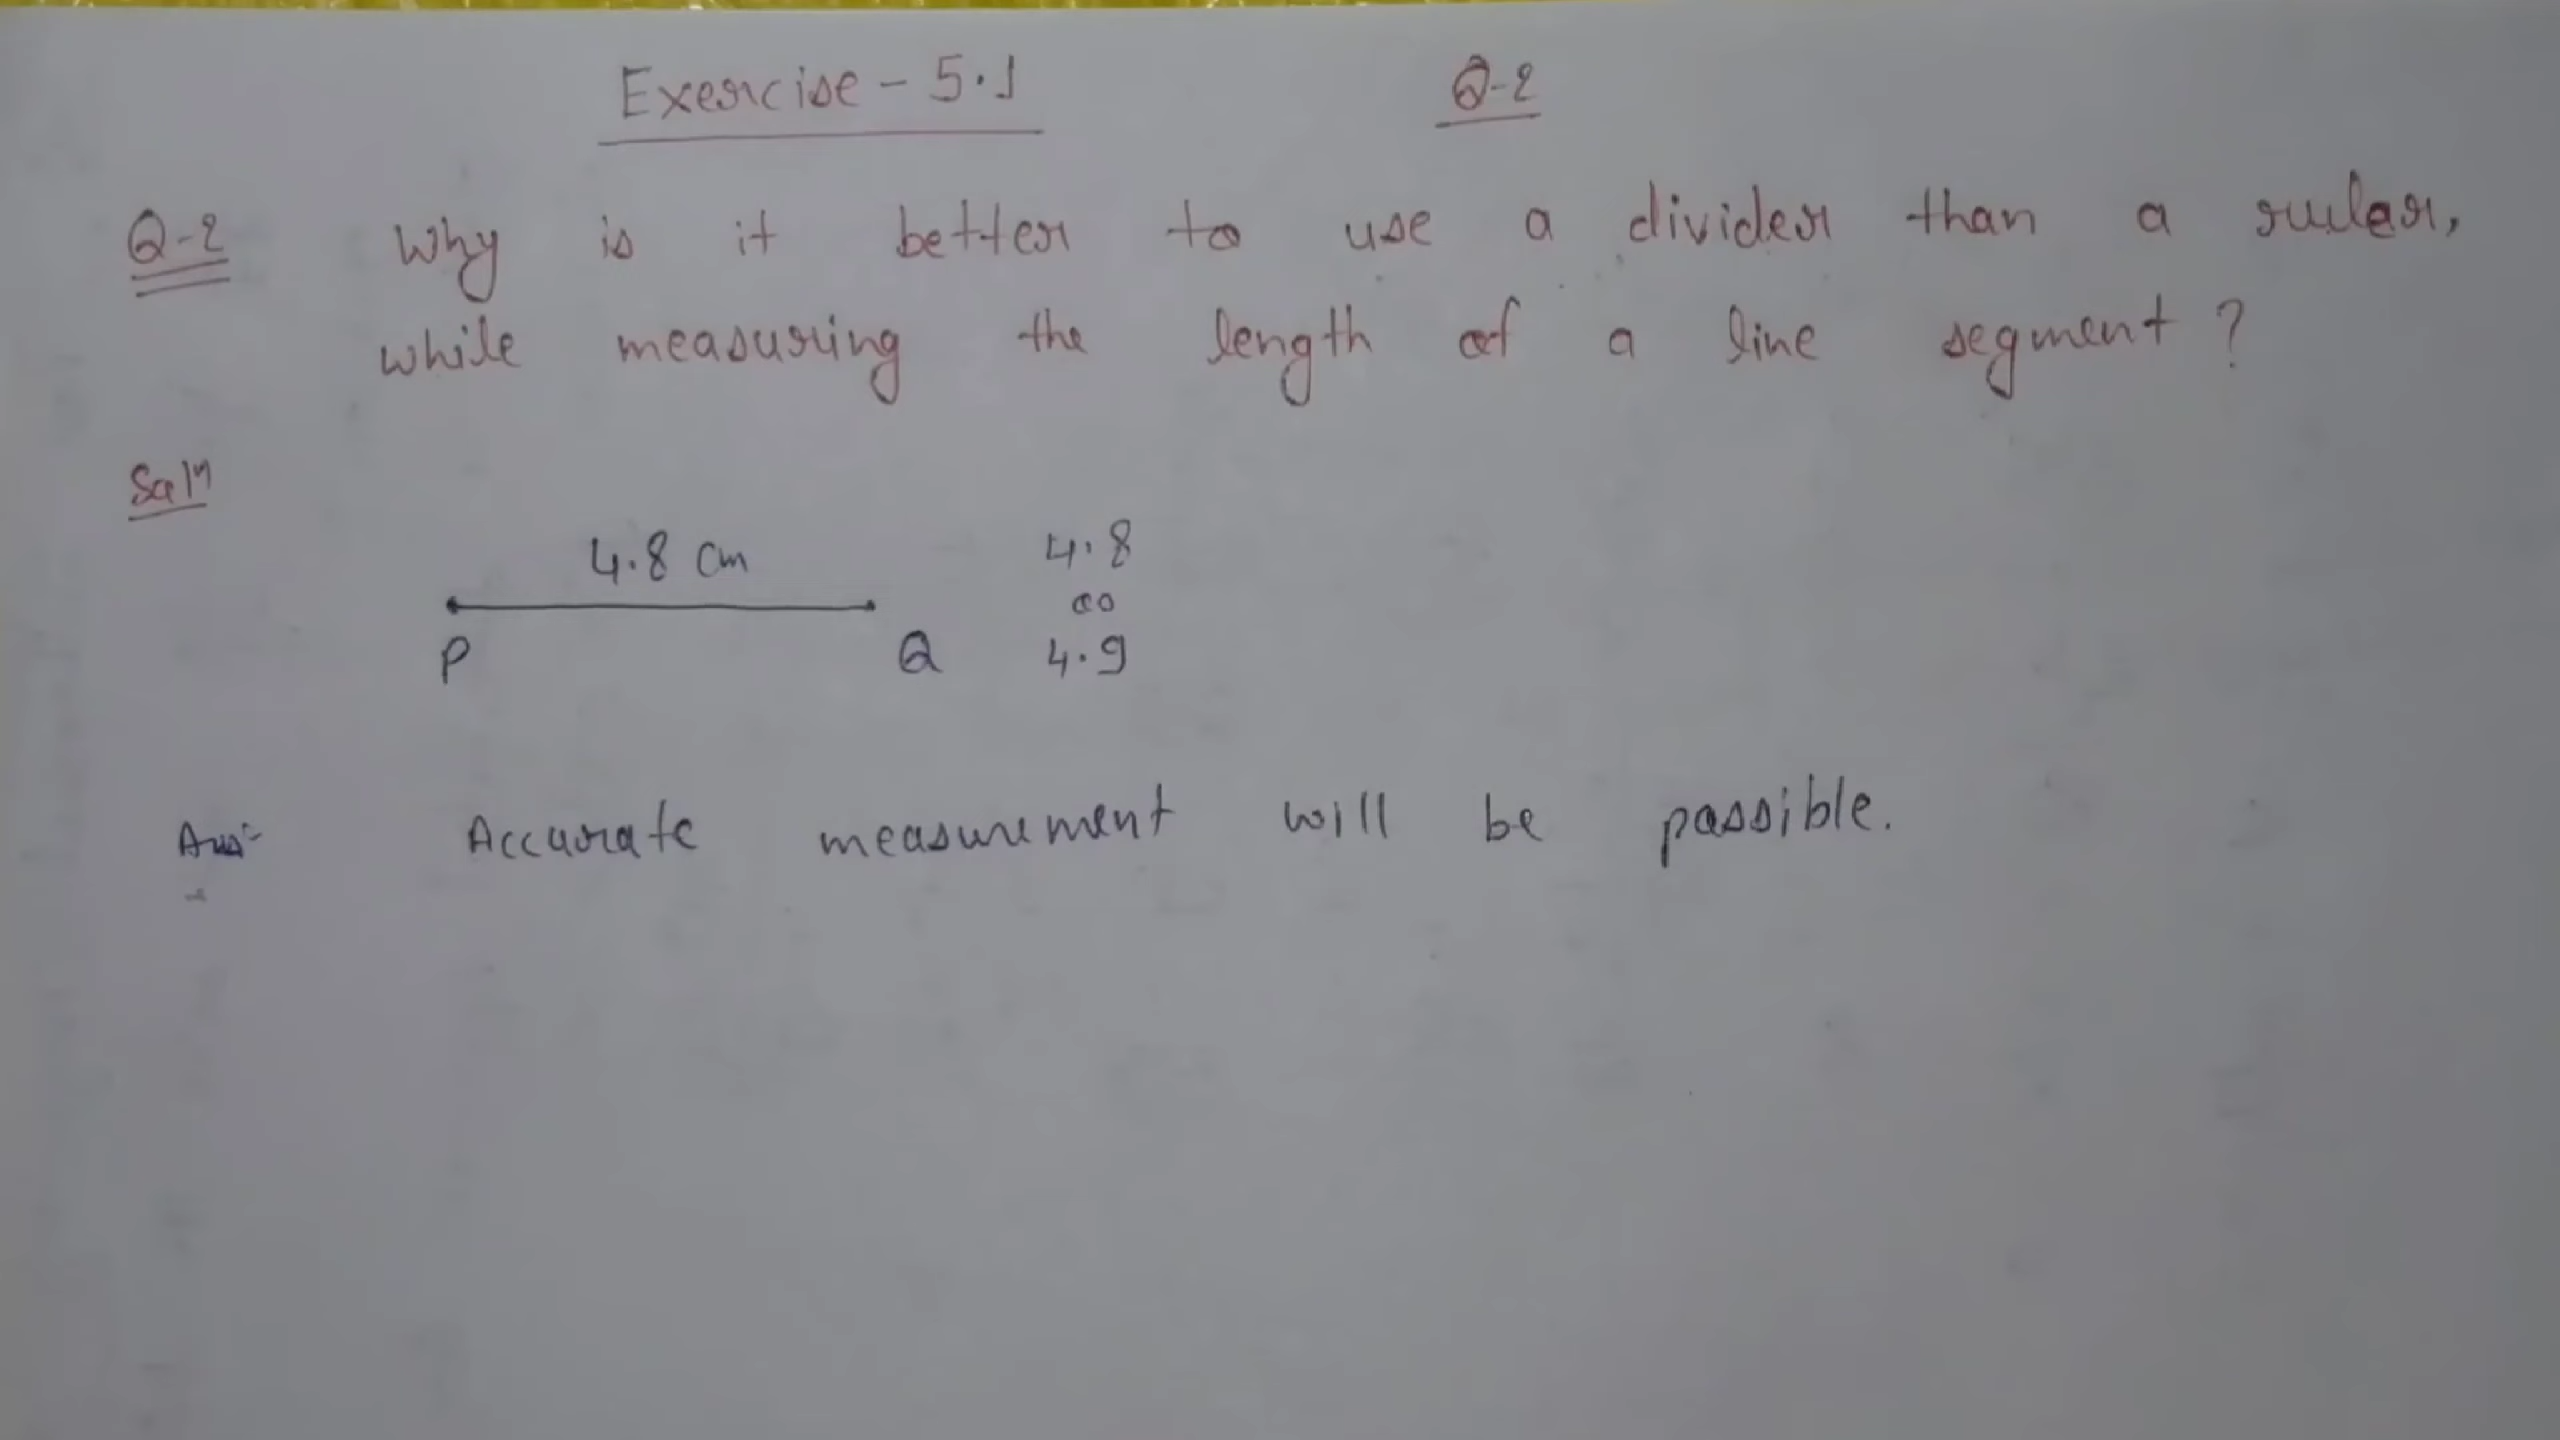 Exercise - 5.1 Q-2
Q-2 Why is it better to use a divider than a ruler,
while measuring the length of a line segment ?
Soln
4.8 cm 4.8
P Q 4.9
Ans:- Accurate measurement will be possible.